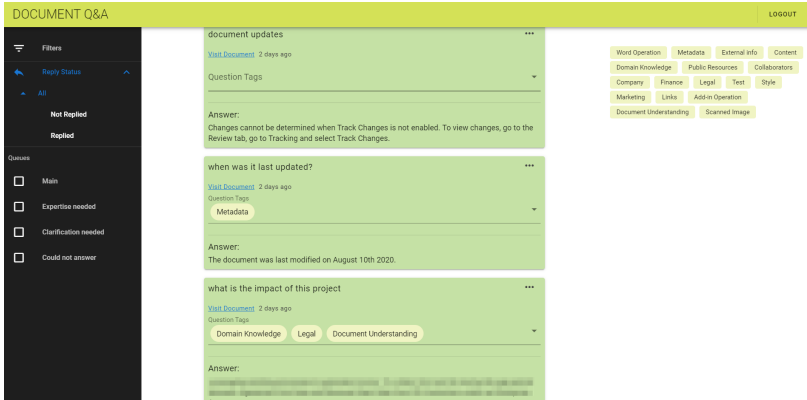 DOCUMENT Q&A
LOGOUT
Filters
Reply Status
All
Not Replied
Replied
Queues
Main
Expertise needed
Clarification needed
Could not answer
document updates
Visit Document 2 days ago
Question Tags
Answer:
Changes cannot be determined when Track Changes is not enabled. To view changes, go to the
Review tab, go to Tracking and select Track Changes.
when was it last updated?
Visit Document 2 days ago
Question Tags
Metadata
Answer:
The document was last modified on August 10th 2020.
what is the impact of this project
Visit Document 2 days ago
Question Tags
Domain Knowledge Legal Document Understanding
Answer:
Word Operation Metadata External info Content
Domain Knowledge Public Resources Collaborators
Company Finance Legal Test Style
Marketing Links Add-in Operation
Document Understanding Scanned Image